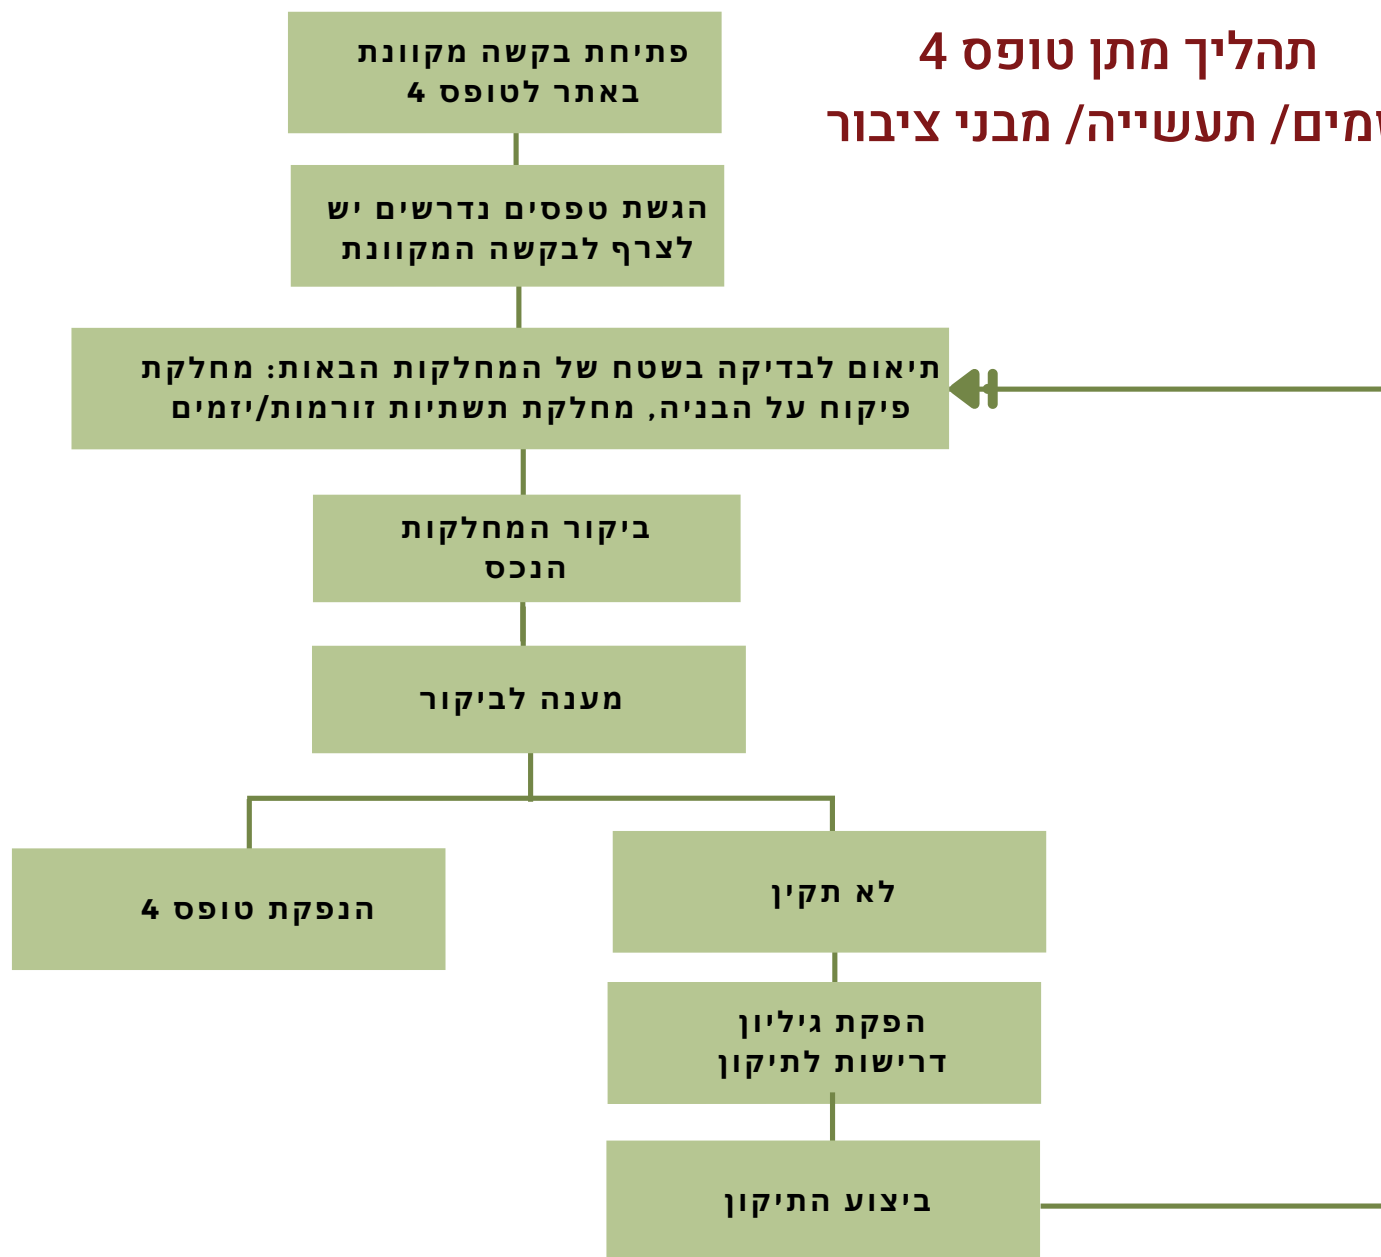 תהליך מתן טופס 4
תעשייה/ מבני ציבור
פתיחת בקשה מקוונת
באתר לטופס 4
הגשת טפסים נדרשים יש
לצרף לבקשה המקוונת
תיאום לבדיקה בשטח של המחלקות הבאות: מחלקת
פיקוח על הבניה, מחלקת תשתיות זורמות/יזמים
ביקור המחלקות
הנכס
מענה לביקור
לא תקין
הנפקת טופס 4
הפקת גיליון
דרישות לתיקון
ביצוע התיקון